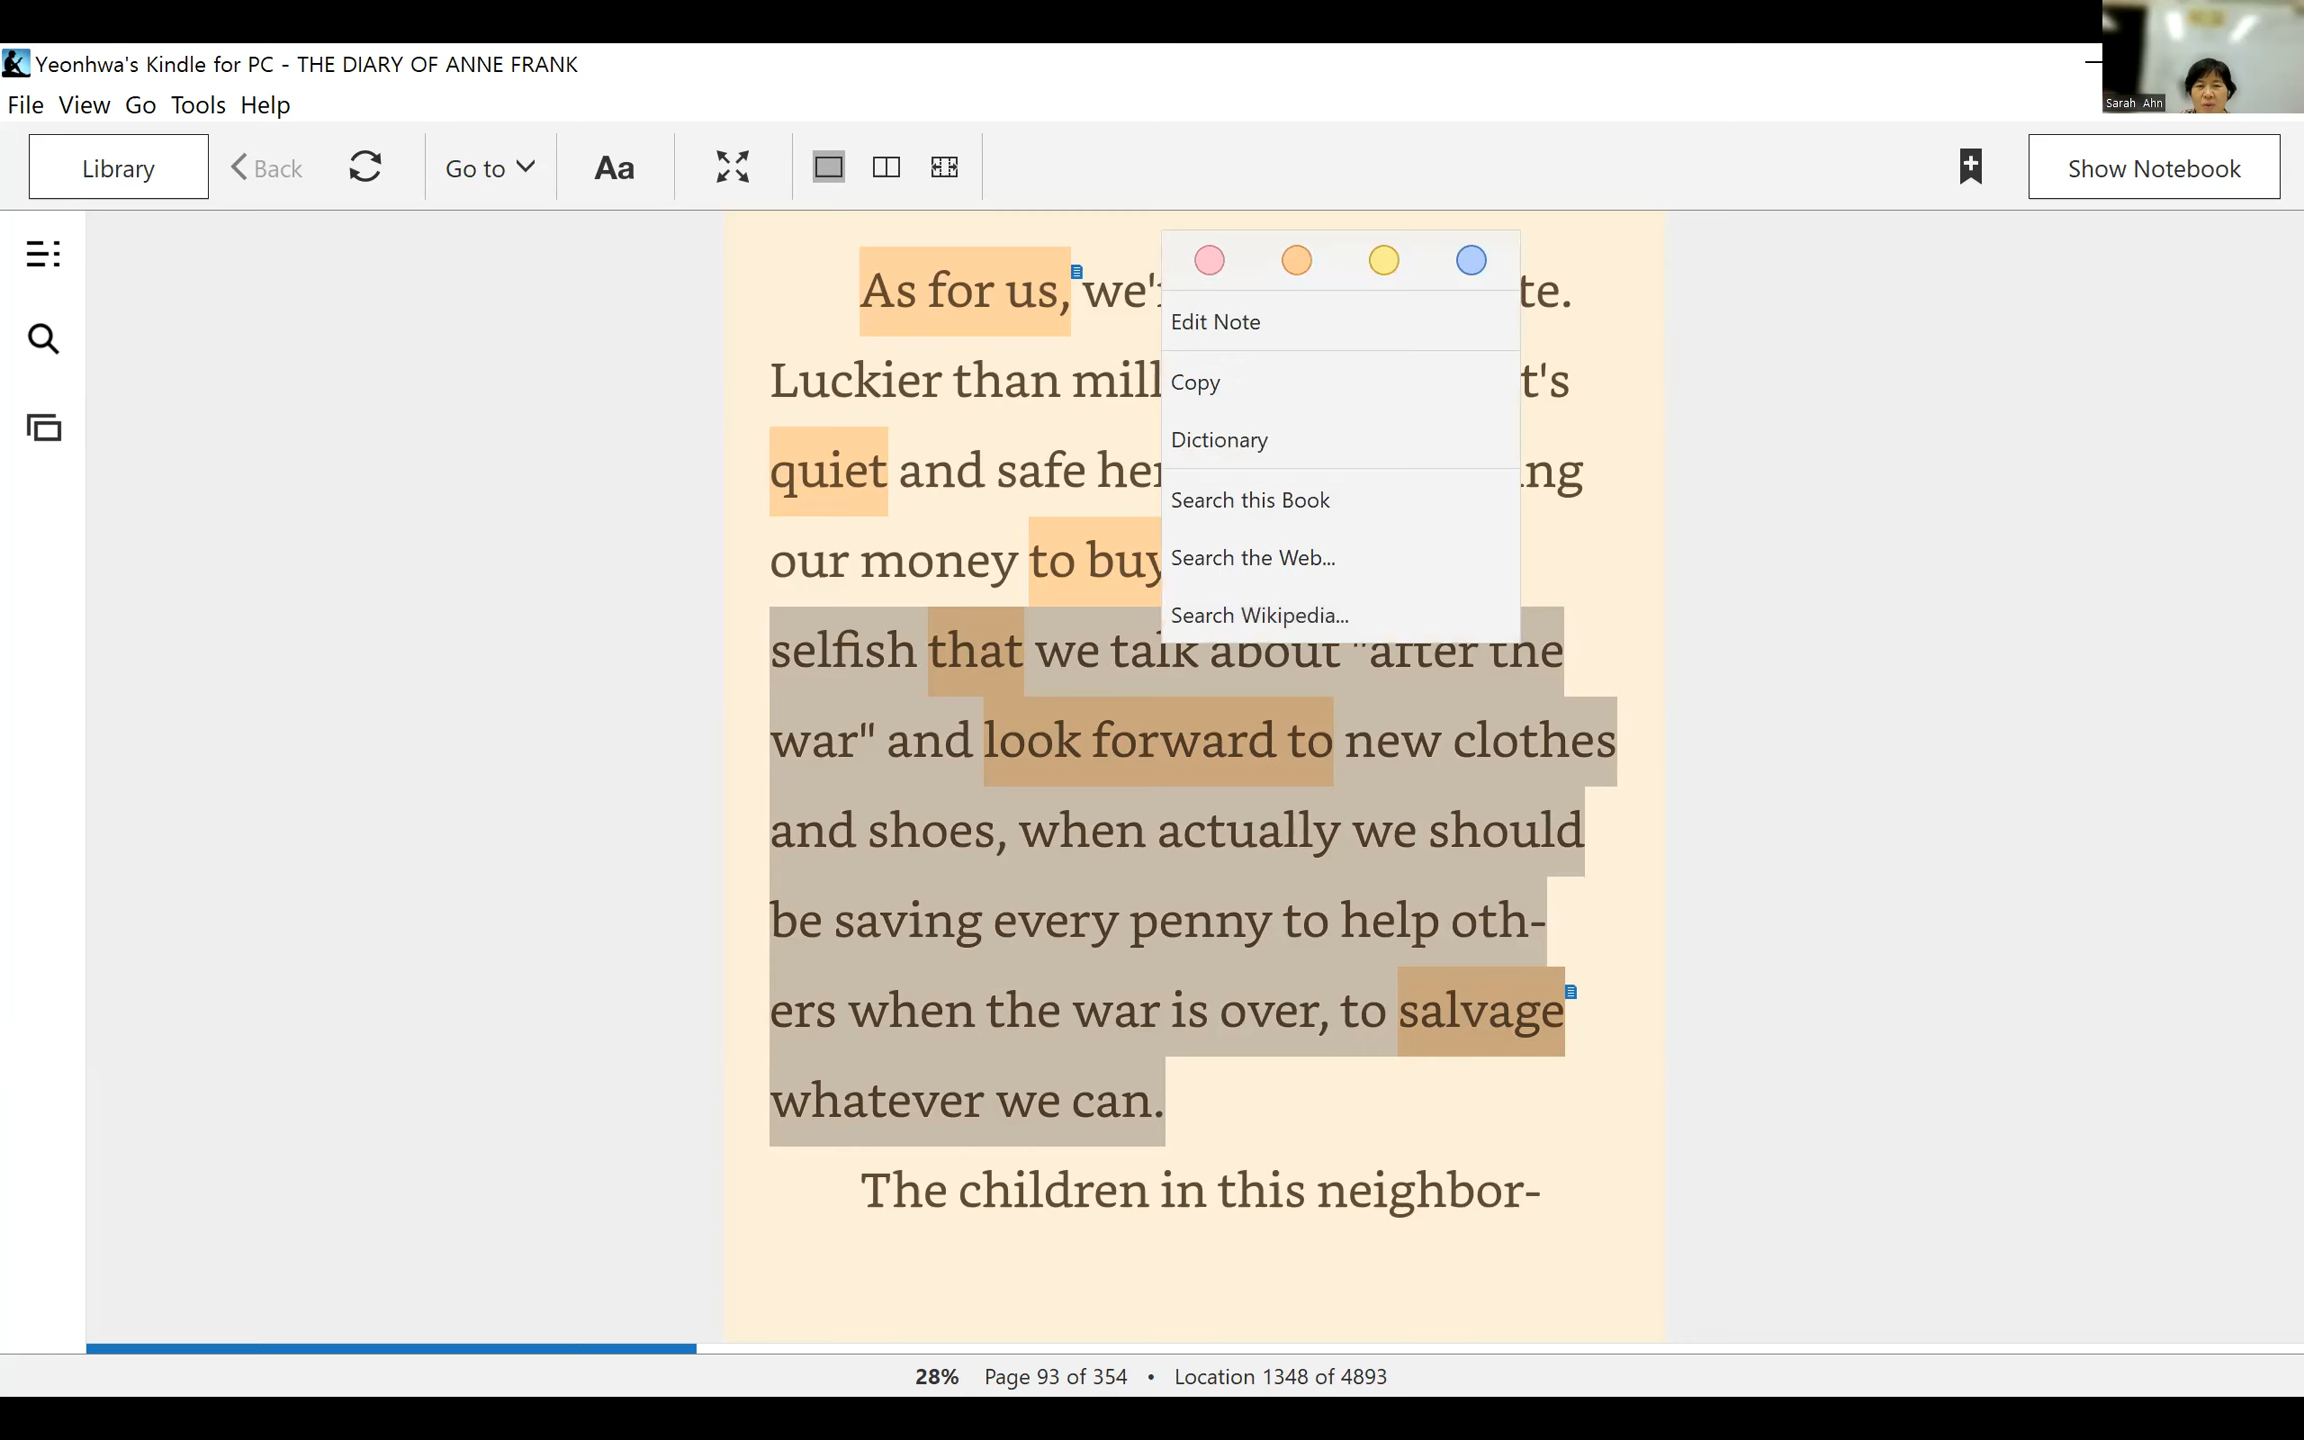 Yeonhwa's Kindle for PC - THE DIARY OF ANNE FRANK
Sarah Ahn
File View Go Tools Help
Library Back Go to Aa Show Notebook
As for us, we' te.
Luckier than mill t's
quiet and safe her ng
our money to buy
selfish that we talk about "after the
war" and look forward to new clothes
and shoes, when actually we should
be saving every penny to help oth-
ers when the war is over, to salvage
whatever we can.
The children in this neighbor-
Edit Note
Copy
Dictionary
Search this Book
Search the Web...
Search Wikipedia...
28% Page 93 of 354 • Location 1348 of 4893